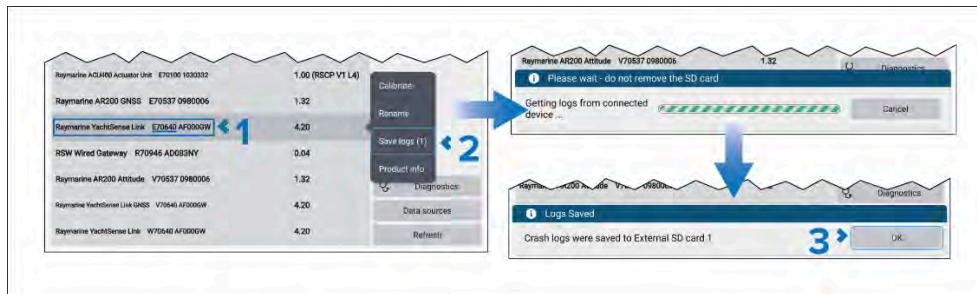 Raymarine ACU400 Actuator Unit E70100 1030332 1.00 (RSCP V1 L4)
Raymarine AR200 GNSS E70537 0980006 1.32
Raymarine YachtSense Link E70640 AF000GW 4.20
RSW Wired Gateway R70946 AD083NY 0.04
Raymarine AR200 Attitude V70537 0980006 1.32
Raymarine YachtSense Link GNSS V70640 AF000GW 4.20
Raymarine YachtSense Link W70640 AF000GW 4.20
Calibrate
Rename
Save logs (1)
Product info
Diagnostics
Data sources
Refresh
1
2
Raymarine AR200 Attitude V70537 0980006 1.32
Diagnostics
Please wait - do not remove the SD card
Getting logs from connected
device ...
Cancel
Diagnostics
Logs Saved
Crash logs were saved to External SD card 1
3
OK